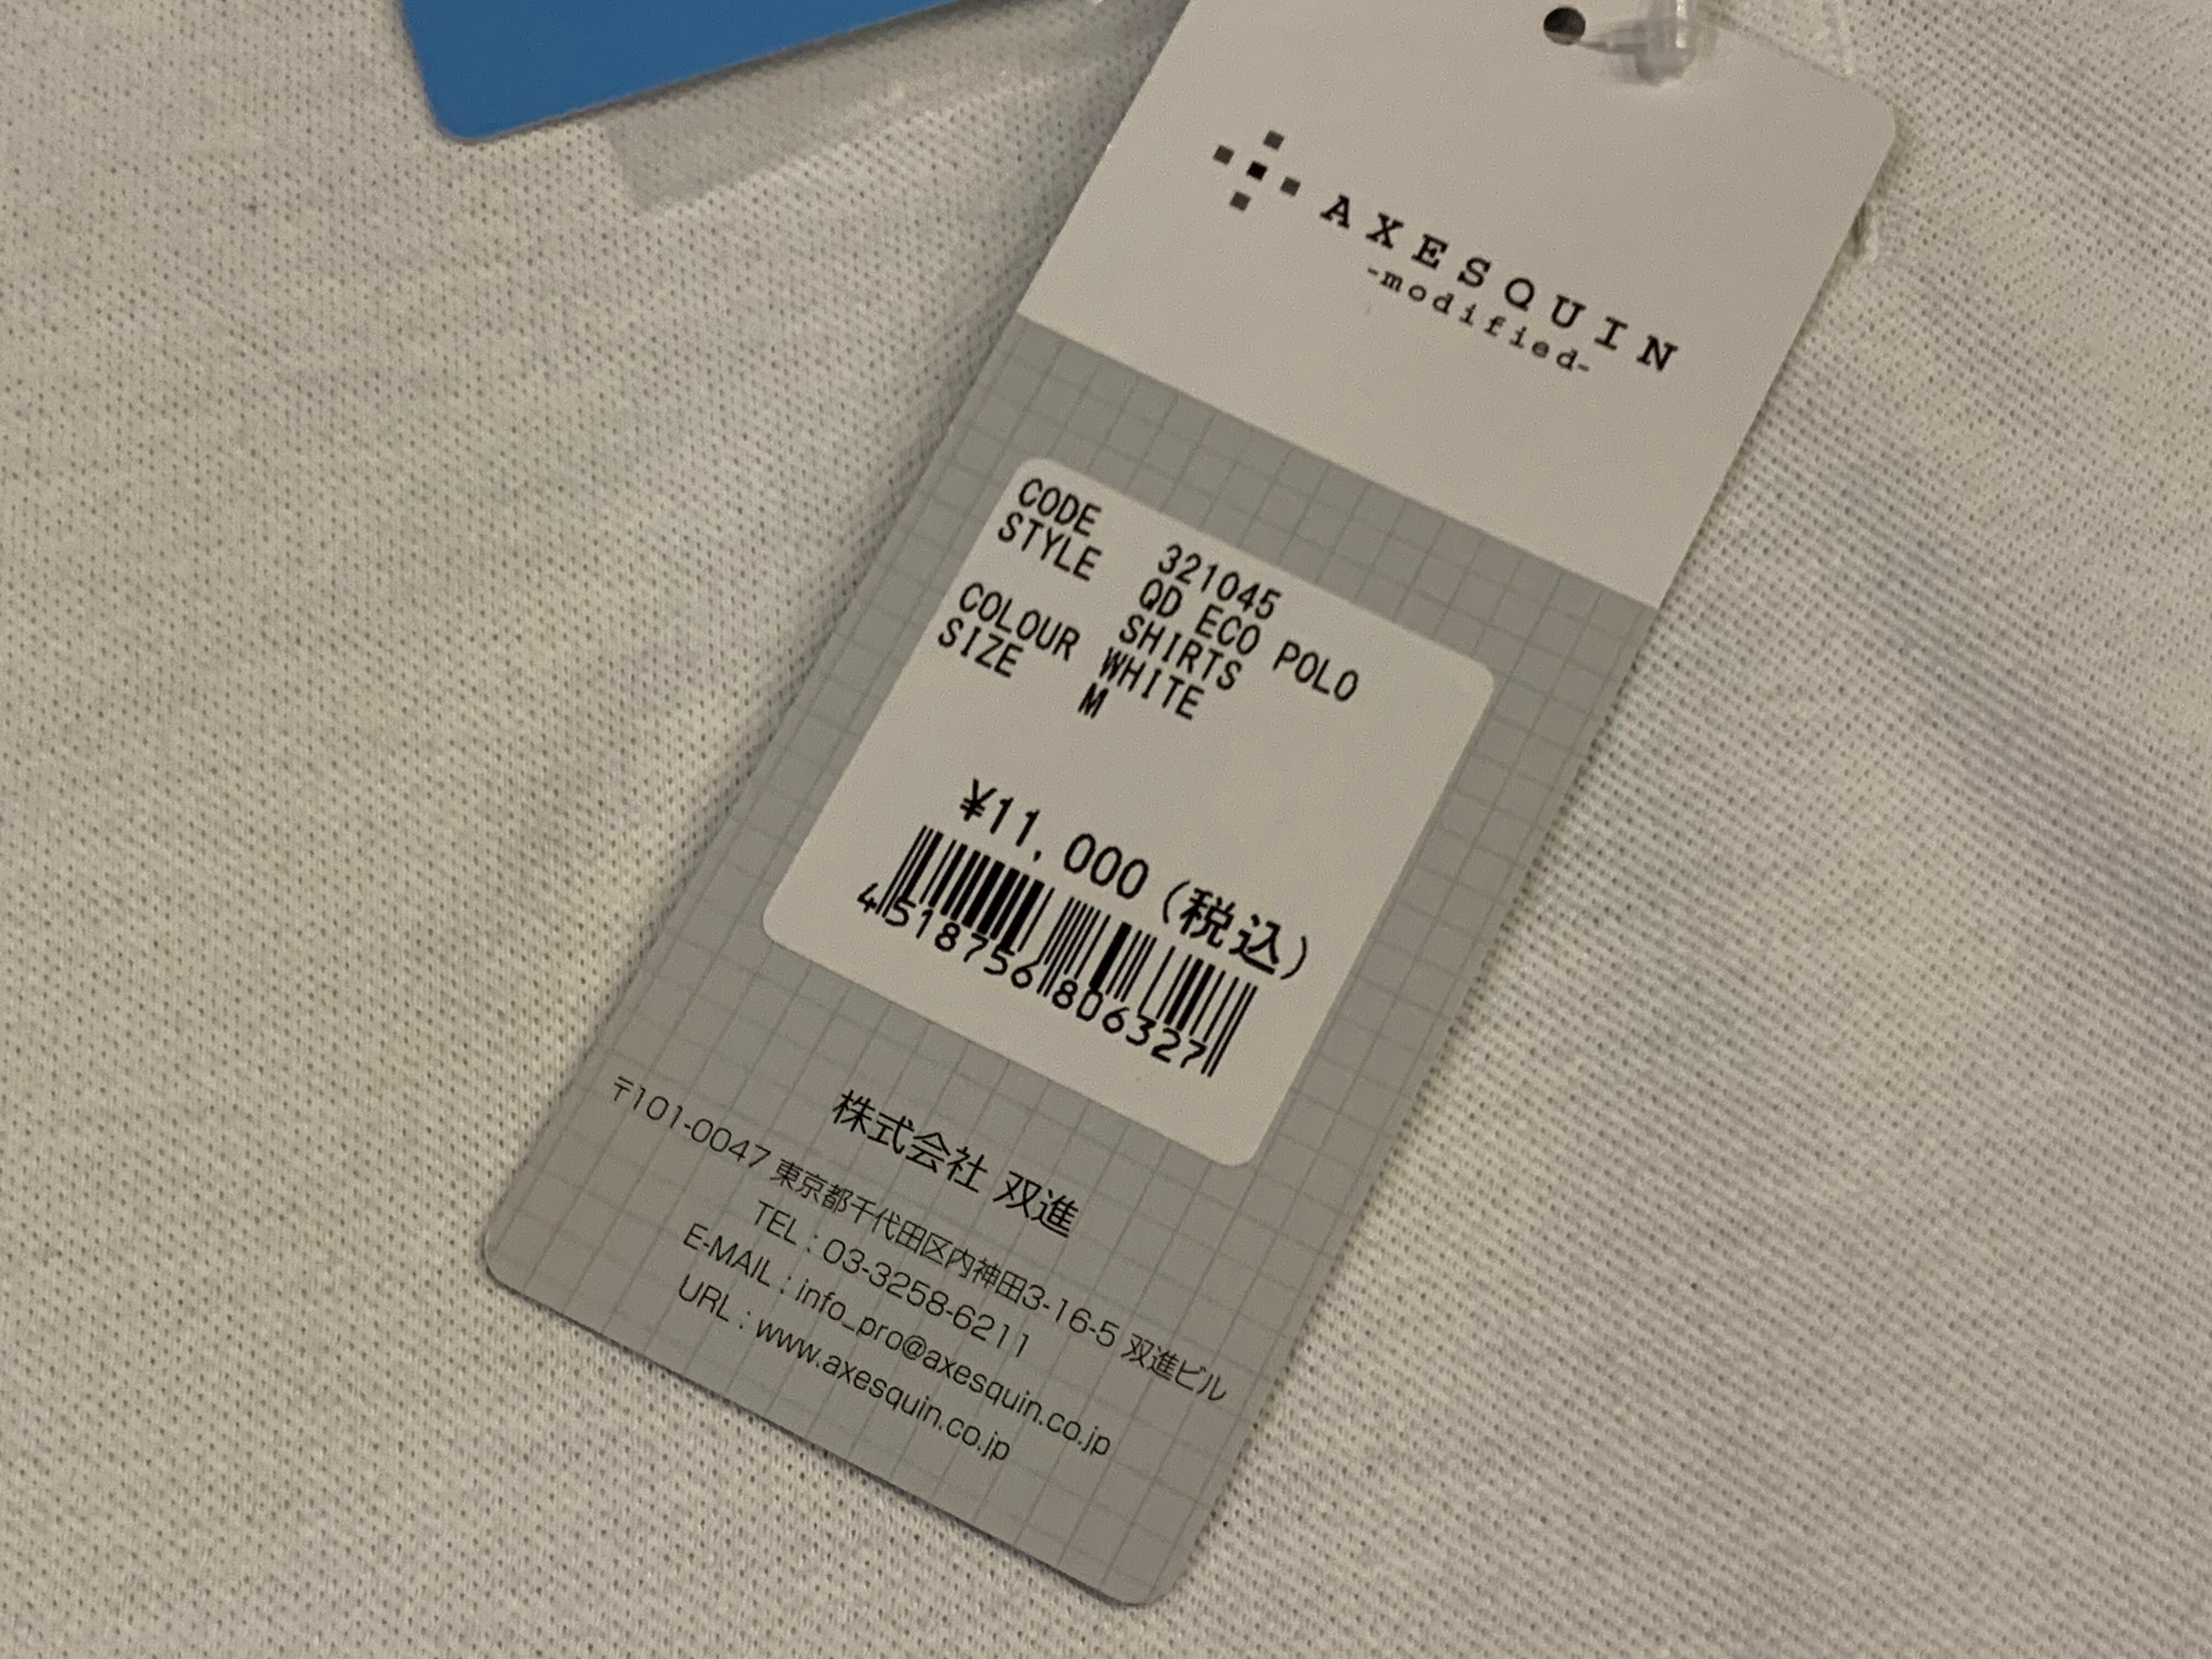 AXESQUIN
-modified-
CODE 321045
STYLE QD ECO POLO
SHIRTS
COLOUR WHITE
SIZE M
¥11,000(税込)
4518756806327
株式会社 双進
〒101-0047 東京都千代田区内神田3-16-5 双進ビル
TEL : 03-3258-6211
E-MAIL : info_pro@axesquin.co.jp
URL : www.axesquin.co.jp